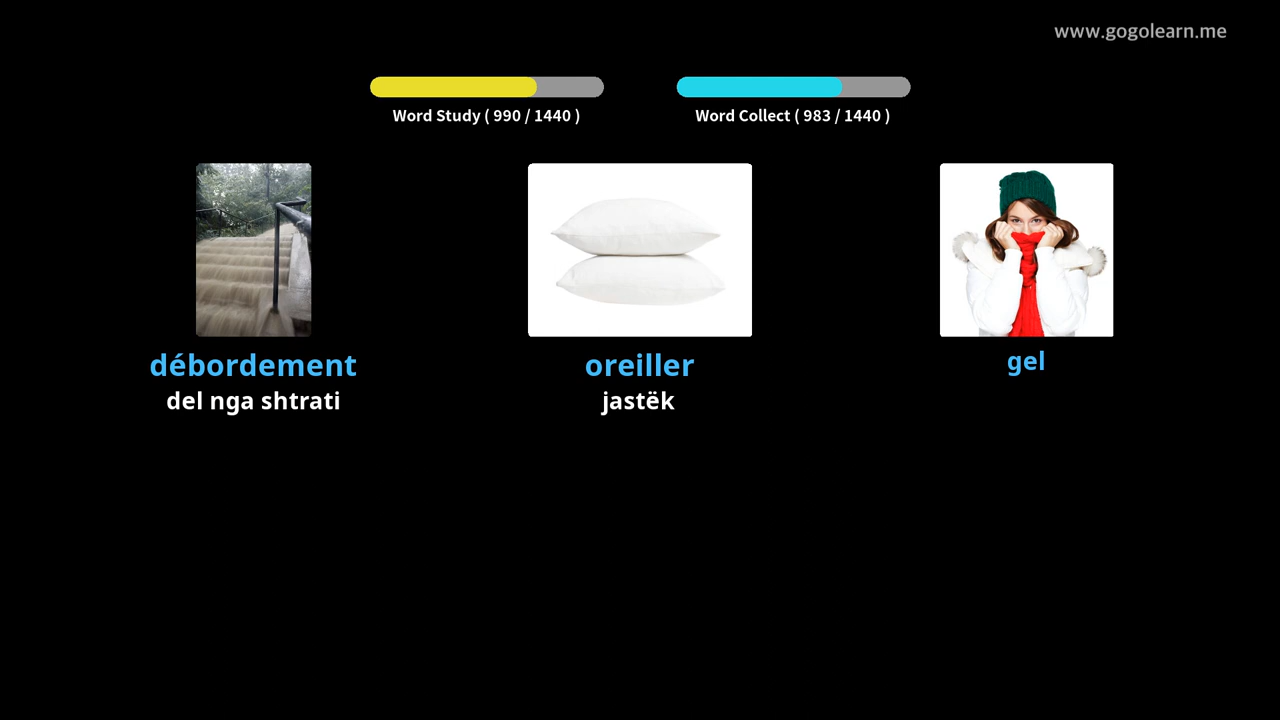 www.gogolearn.me
Word Study ( 990 / 1440 )
Word Collect ( 983 / 1440 )
débordement
oreiller
gel
del nga shtrati
jastëk